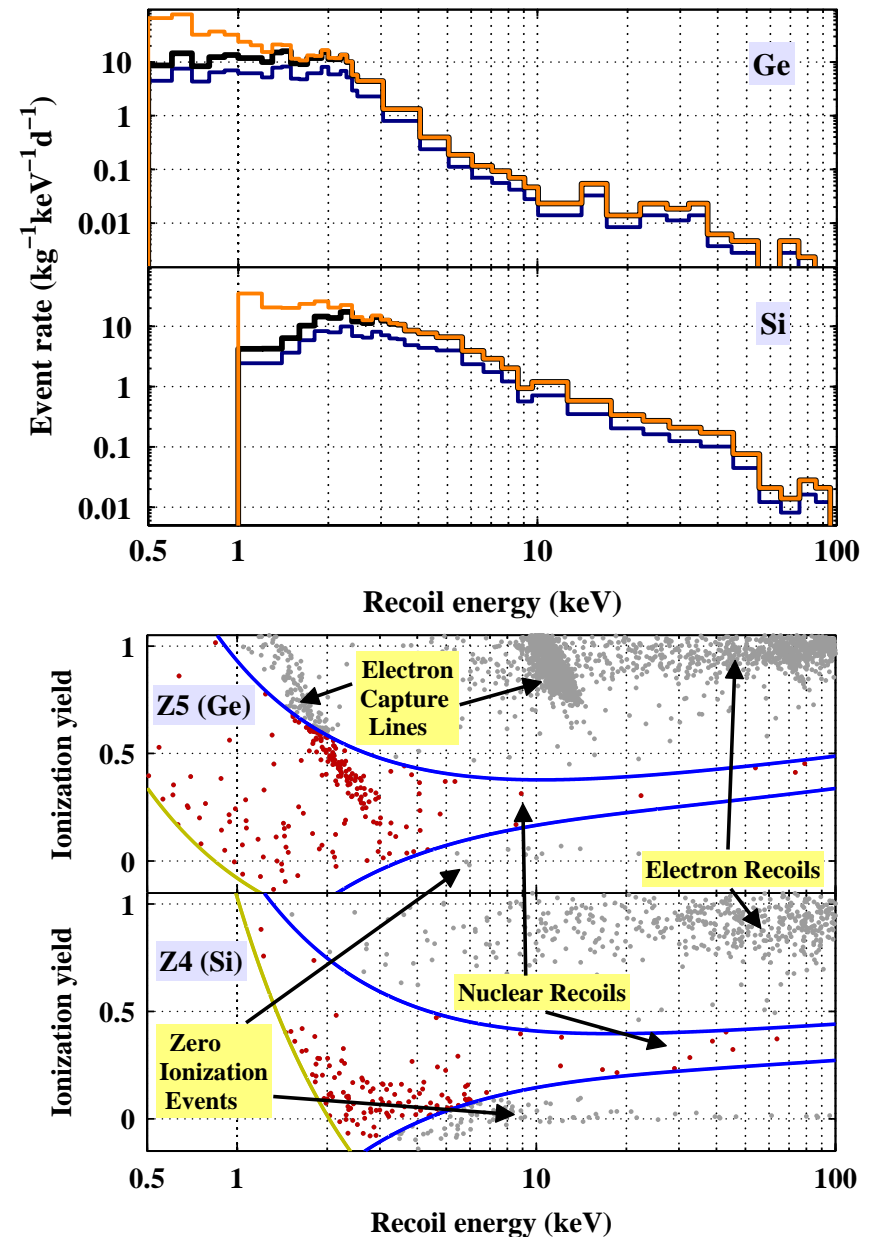 Event rate (kg⁻¹keV⁻¹d⁻¹)
10
1
0.1
0.01
Ge
10
1
0.1
0.01
Si
0.5
1
10
100
Recoil energy (keV)
Ionization yield
1
0.5
0
Z5 (Ge)
Electron
Capture
Lines
Electron Recoils
Ionization yield
1
0.5
0
Z4 (Si)
Nuclear Recoils
Zero
Ionization
Events
0.5
1
10
100
Recoil energy (keV)